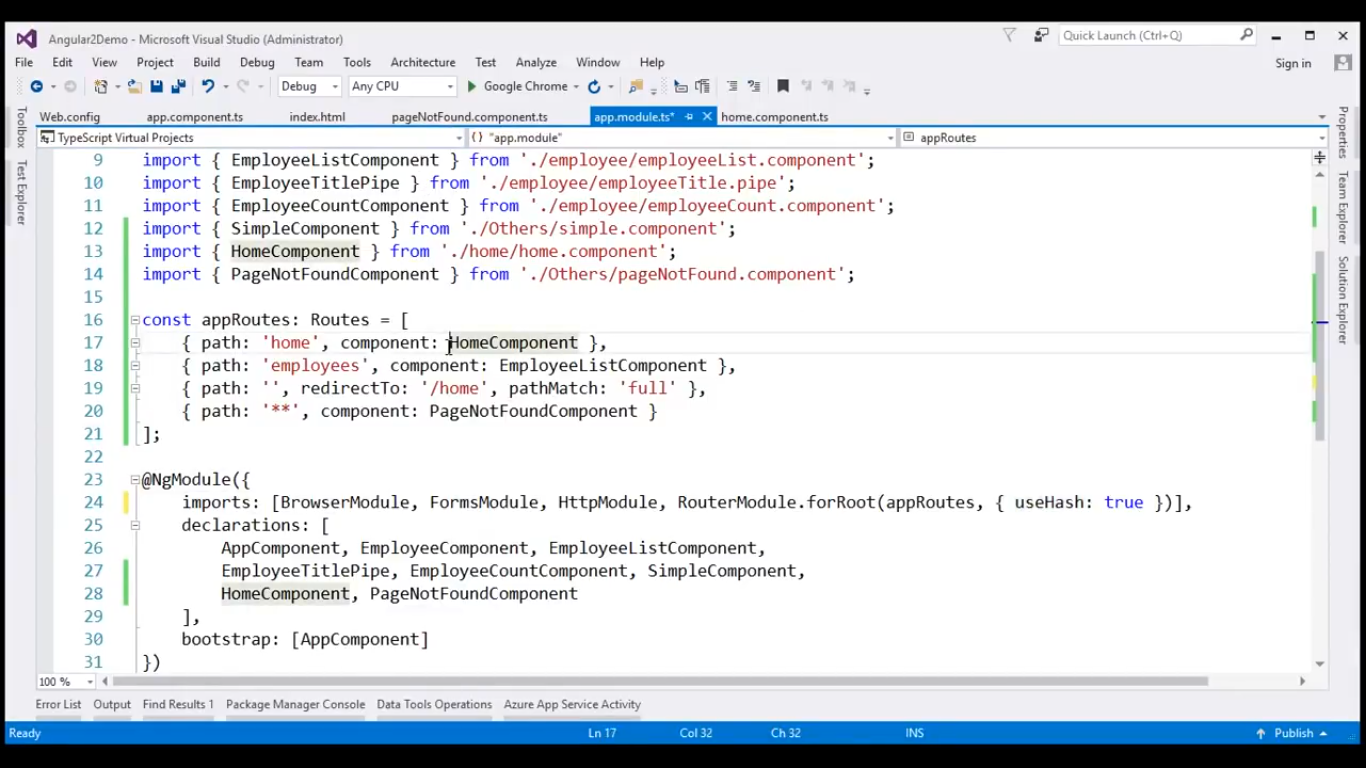 Angular2Demo - Microsoft Visual Studio (Administrator)
Quick Launch (Ctrl+Q)
File Edit View Project Build Debug Team Tools Architecture Test Analyze Window Help
Sign in
Debug Any CPU Google Chrome
Web.config app.component.ts index.html pageNotFound.component.ts app.module.ts* home.component.ts
TypeScript Virtual Projects {} "app.module" appRoutes
Toolbox
Test Explorer
Properties
Team Explorer
Solution Explorer
9 import { EmployeeListComponent } from './employee/employeeList.component';
10 import { EmployeeTitlePipe } from './employee/employeeTitle.pipe';
11 import { EmployeeCountComponent } from './employee/employeeCount.component';
12 import { SimpleComponent } from './Others/simple.component';
13 import { HomeComponent } from './home/home.component';
14 import { PageNotFoundComponent } from './Others/pageNotFound.component';
15
16 const appRoutes: Routes = [
17 { path: 'home', component: HomeComponent },
18 { path: 'employees', component: EmployeeListComponent },
19 { path: '', redirectTo: '/home', pathMatch: 'full' },
20 { path: '**', component: PageNotFoundComponent }
21 ];
22
23 @NgModule({
24 imports: [BrowserModule, FormsModule, HttpModule, RouterModule.forRoot(appRoutes, { useHash: true })],
25 declarations: [
26 AppComponent, EmployeeComponent, EmployeeListComponent,
27 EmployeeTitlePipe, EmployeeCountComponent, SimpleComponent,
28 HomeComponent, PageNotFoundComponent
29 ],
30 bootstrap: [AppComponent]
31 })
100 %
Error List Output Find Results 1 Package Manager Console Data Tools Operations Azure App Service Activity
Ready Ln 17 Col 32 Ch 32 INS Publish